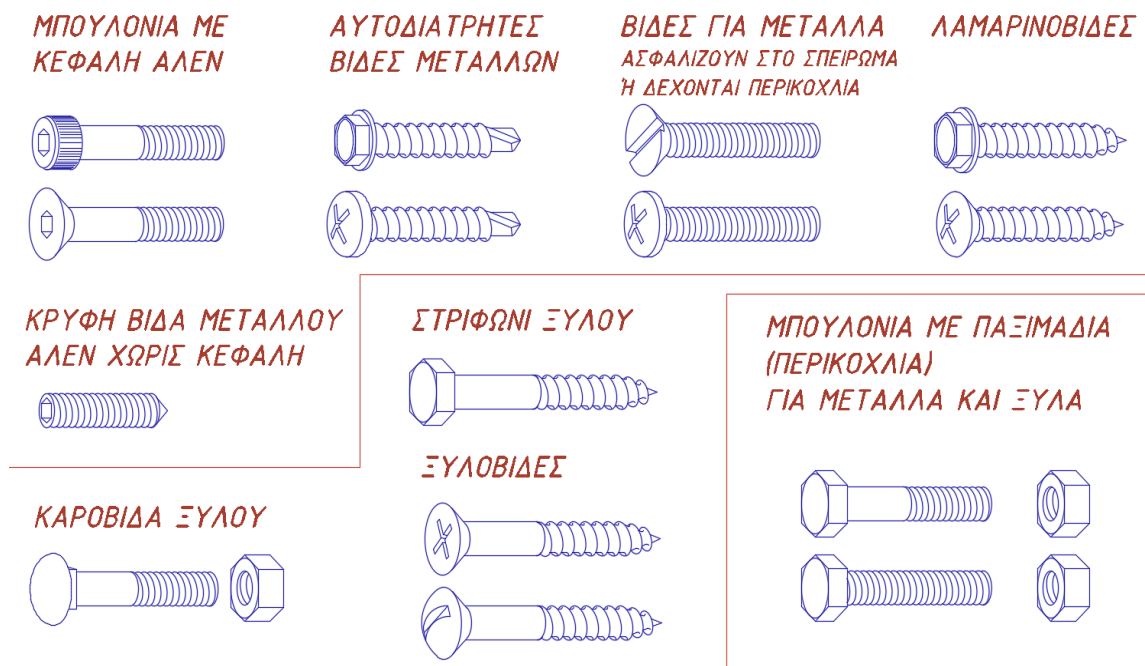 ΜΠΟΥΛΟΝΙΑ ΜΕ
ΚΕΦΑΛΗ ΑΛΕΝ
ΑΥΤΟΔΙΑΤΡΗΤΕΣ
ΒΙΔΕΣ ΜΕΤΑΛΛΩΝ
ΒΙΔΕΣ ΓΙΑ ΜΕΤΑΛΛΑ
ΑΣΦΑΛΙΖΟΥΝ ΣΤΟ ΣΠΕΙΡΩΜΑ
Ή ΔΕΧΟΝΤΑΙ ΠΕΡΙΚΟΧΛΙΑ
ΛΑΜΑΡΙΝΟΒΙΔΕΣ
ΚΡΥΦΗ ΒΙΔΑ ΜΕΤΑΛΛΟΥ
ΑΛΕΝ ΧΩΡΙΣ ΚΕΦΑΛΗ
ΣΤΡΙΦΩΝΙ ΞΥΛΟΥ
ΜΠΟΥΛΟΝΙΑ ΜΕ ΠΑΞΙΜΑΔΙΑ
(ΠΕΡΙΚΟΧΛΙΑ)
ΓΙΑ ΜΕΤΑΛΛΑ ΚΑΙ ΞΥΛΑ
ΞΥΛΟΒΙΔΕΣ
ΚΑΡΟΒΙΔΑ ΞΥΛΟΥ